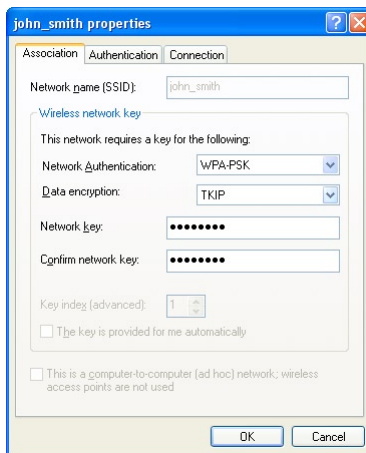 john_smith properties
Association Authentication Connection
Network name (SSID): john_smith
Wireless network key
This network requires a key for the following:
Network Authentication: WPA-PSK
Data encryption: TKIP
Network key: ••••••••
Confirm network key: ••••••••
Key index (advanced): 1
The key is provided for me automatically
This is a computer-to-computer (ad hoc) network; wireless
access points are not used
OK Cancel